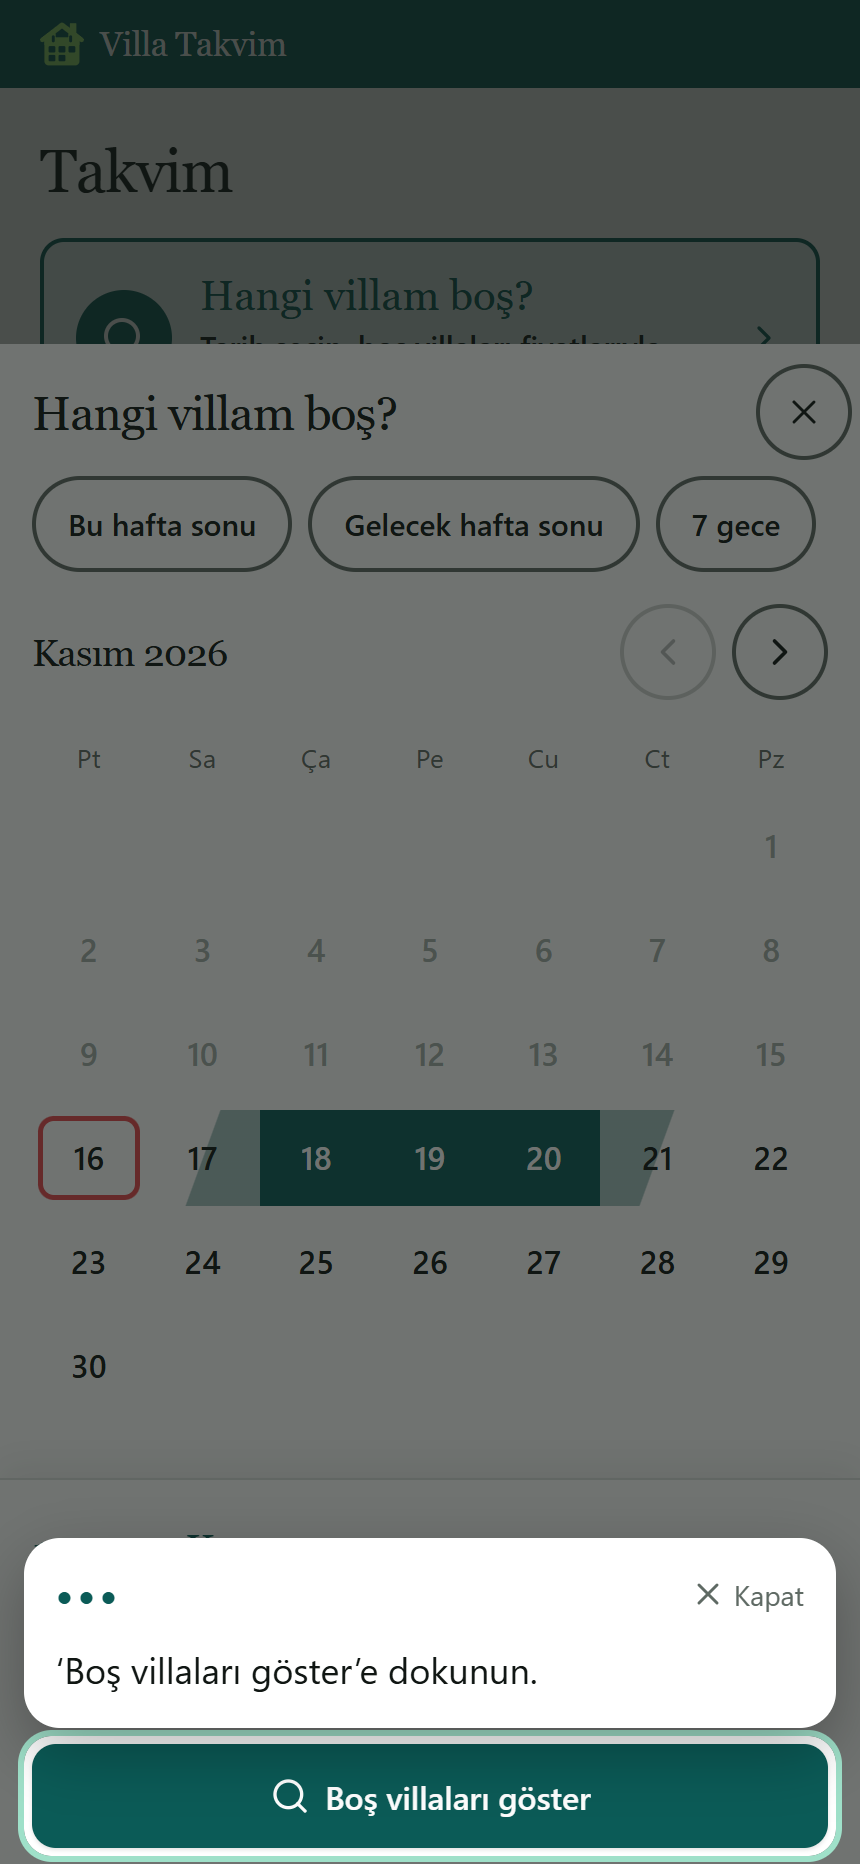 Villa Takvim
Takvim
Hangi villam boş?
Hangi villam boş?
Bu hafta sonu
Gelecek hafta sonu
7 gece
Kasım 2026
Pt Sa Ça Pe Cu Ct Pz
1
2 3 4 5 6 7 8
9 10 11 12 13 14 15
16 17 18 19 20 21 22
23 24 25 26 27 28 29
30
Kapat
‘Boş villaları göster’e dokunun.
Boş villaları göster